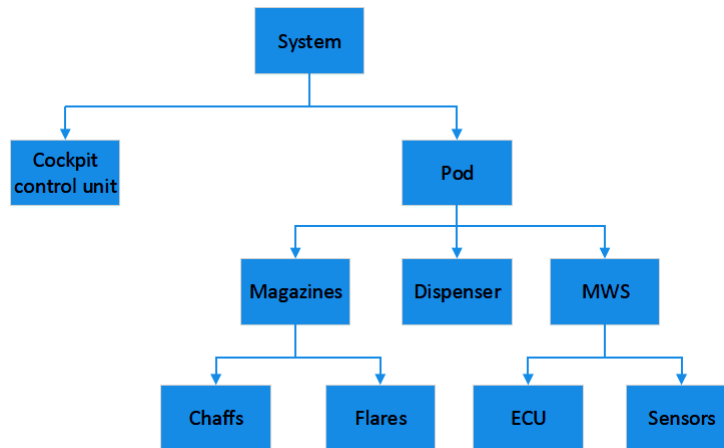 System
Cockpit
control unit
Pod
Magazines
Dispenser
MWS
Chaffs
Flares
ECU
Sensors